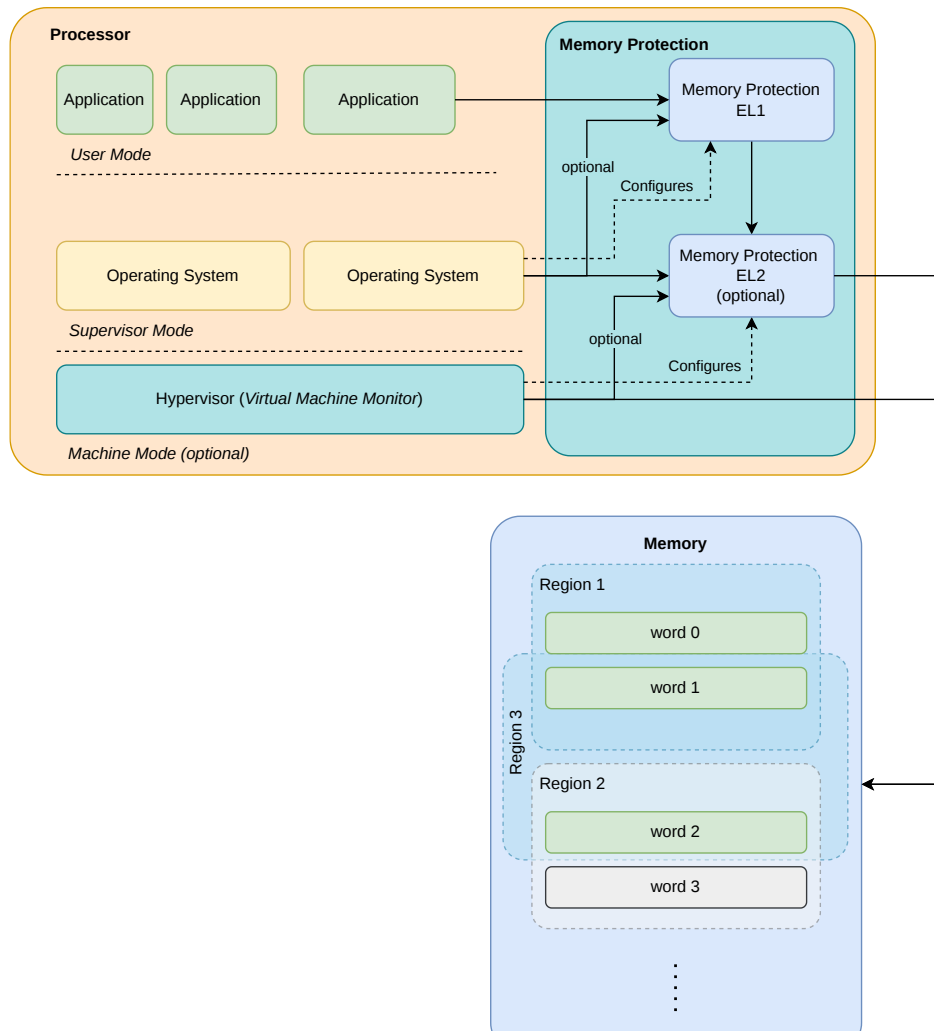 Processor
Memory Protection
Application
Application
Application
Memory Protection
EL1
User Mode
optional
Configures
Operating System
Operating System
Memory Protection
EL2
(optional)
Supervisor Mode
optional
Configures
Hypervisor (Virtual Machine Monitor)
Machine Mode (optional)
Memory
Region 1
word 0
word 1
Region 3
Region 2
word 2
word 3